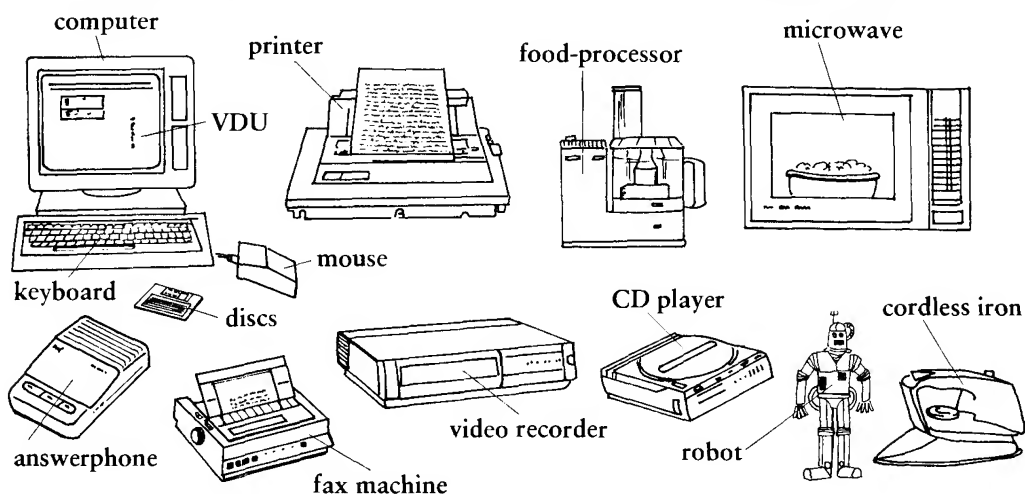 computer
printer
food-processor
microwave
VDU
mouse
keyboard
discs
CD player
cordless iron
answerphone
fax machine
video recorder
robot